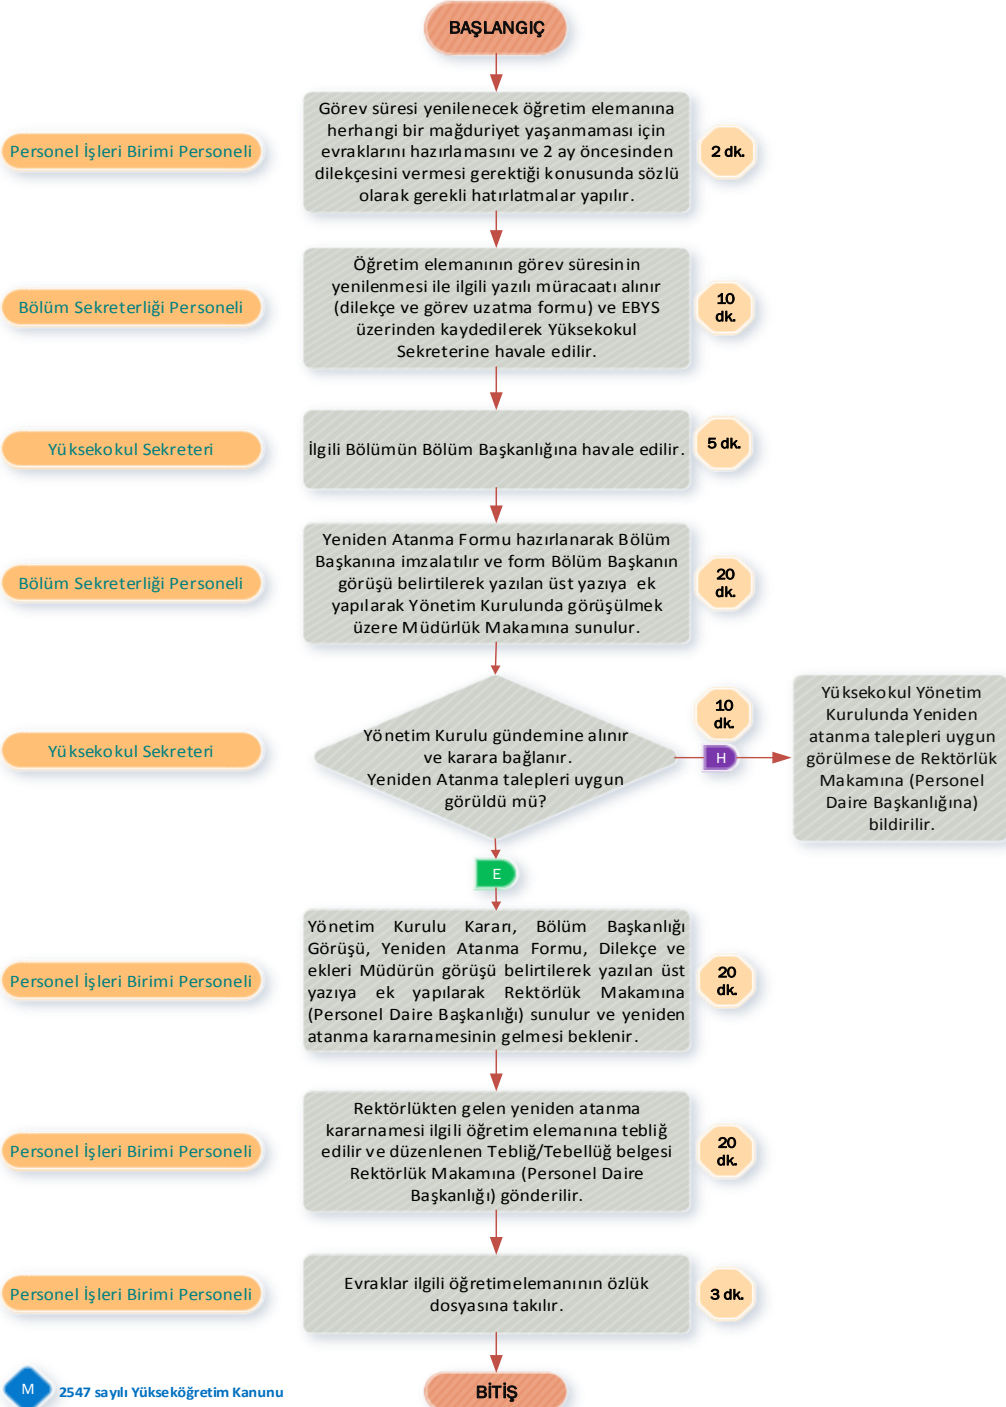 BAŞLANGIÇ
Personel İşleri Birimi Personeli
Görev süresi yenilenecek öğretim elemanına
herhangi bir mağduriyet yaşanmaması için
evraklarını hazırlamasını ve 2 ay öncesinden
dilekçesini vermesi gerektiği konusunda sözlü
olarak gerekli hatırlatmalar yapılır.
2 dk.
Bölüm Sekreterliği Personeli
Öğretim elemanının görev süresinin
yenilenmesi ile ilgili yazılı müracaatı alınır
(dilekçe ve görev uzatma formu) ve EBYS
üzerinden kaydedilerek Yüksekokul
Sekreterine havale edilir.
10
dk.
Yüksekokul Sekreteri
İlgili Bölümün Bölüm Başkanlığına havale edilir.
5 dk.
Bölüm Sekreterliği Personeli
Yeniden Atanma Formu hazırlanarak Bölüm
Başkanına imzalatılır ve form Bölüm Başkanın
görüşü belirtilerek yazılan üst yazıya ek
yapılarak Yönetim Kurulunda görüşülmek
üzere Müdürlük Makamına sunulur.
20
dk.
Yüksekokul Sekreteri
Yönetim Kurulu gündemine alınır
ve karara bağlanır.
Yeniden Atanma talepleri uygun
görüldü mü?
10
dk.
H
Yüksekokul Yönetim
Kurulunda Yeniden
atanma talepleri uygun
görülmese de Rektörlük
Makamına (Personel
Daire Başkanlığına)
bildirilir.
E
Personel İşleri Birimi Personeli
Yönetim Kurulu Kararı, Bölüm Başkanlığı
Görüşü, Yeniden Atanma Formu, Dilekçe ve
ekleri Müdürün görüşü belirtilerek yazılan üst
yazıya ek yapılarak Rektörlük Makamına
(Personel Daire Başkanlığı) sunulur ve yeniden
atanma kararnamesinin gelmesi beklenir.
20
dk.
Personel İşleri Birimi Personeli
Rektörlükten gelen yeniden atanma
kararnamesi ilgili öğretim elemanına tebliğ
edilir ve düzenlenen Tebliğ/Tebellüğ belgesi
Rektörlük Makamına (Personel Daire
Başkanlığı) gönderilir.
20
dk.
Personel İşleri Birimi Personeli
Evraklar ilgili öğretimelemanının özlük
dosyasına takılır.
3 dk.
M
2547 sayılı Yükseköğretim Kanunu
BİTİŞ